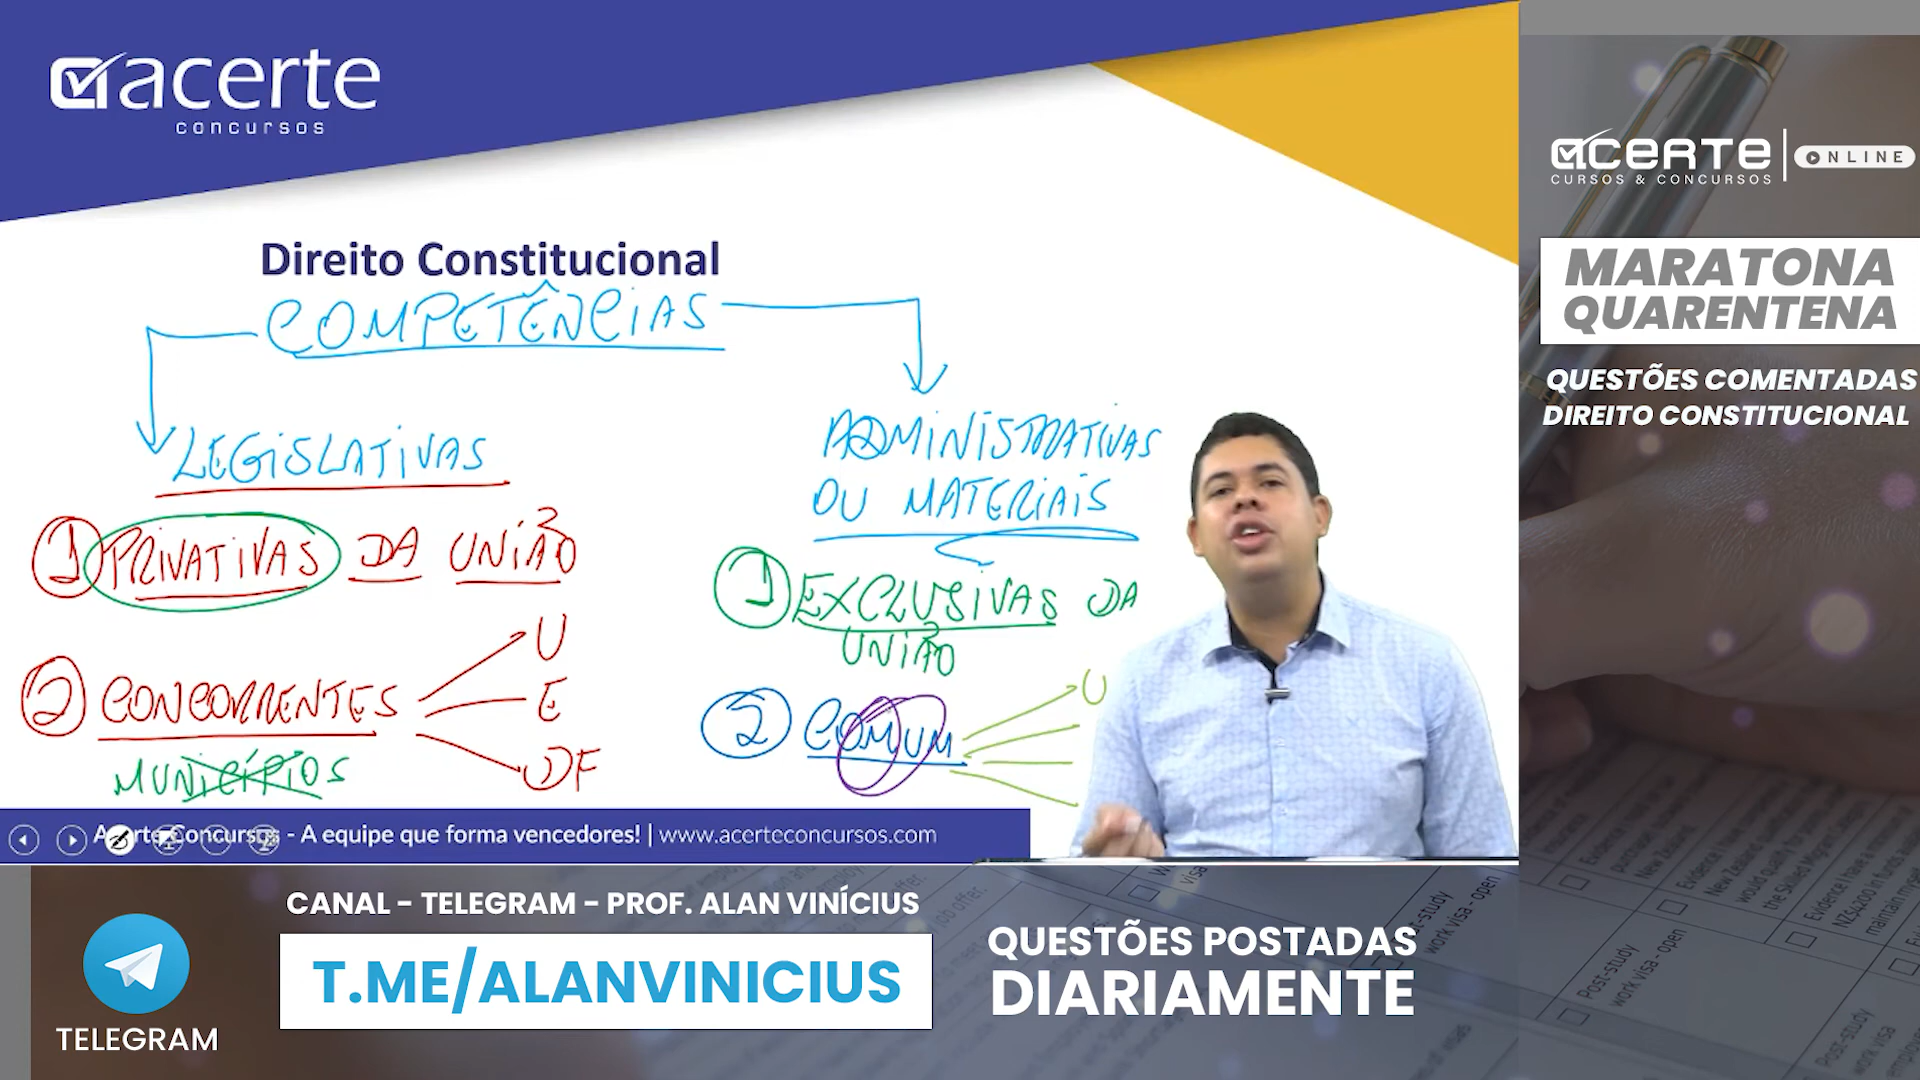 acerte
concursos
Direito Constitucional
COMPETÊNCIAS
LEGISLATIVAS
1 PRIVATIVAS DA UNIÃO
2 CONCORRENTES
U
E
DF
MUNICÍPIOS
ADMINISTRATIVAS
OU MATERIAIS
1 EXCLUSIVAS DA
UNIÃO
2 COMUM
U
Acerte Concursos - A equipe que forma vencedores! | www.acerteconcursos.com
CANAL - TELEGRAM - PROF. ALAN VINÍCIUS
T.ME/ALANVINICIUS
TELEGRAM
QUESTÕES POSTADAS
DIARIAMENTE
acerte
CURSOS & CONCURSOS
ONLINE
MARATONA
QUARENTENA
QUESTÕES COMENTADAS
DIREITO CONSTITUCIONAL